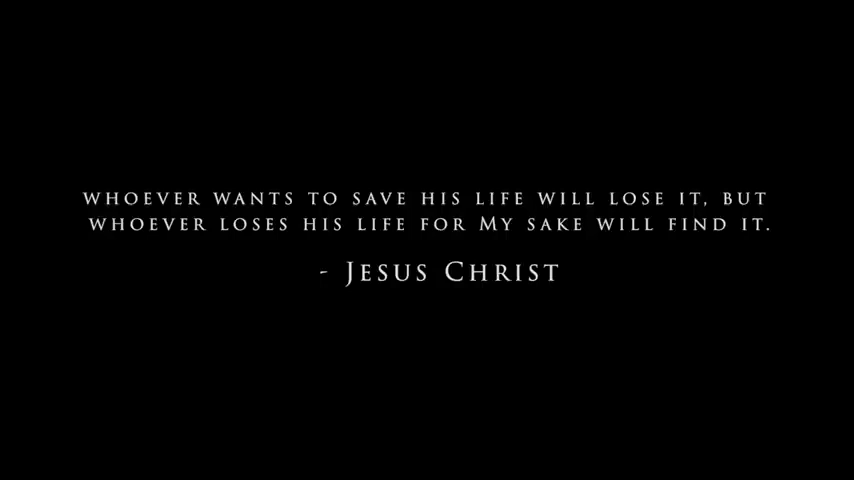 WHOEVER WANTS TO SAVE HIS LIFE WILL LOSE IT, BUT
WHOEVER LOSES HIS LIFE FOR MY SAKE WILL FIND IT.
- JESUS CHRIST